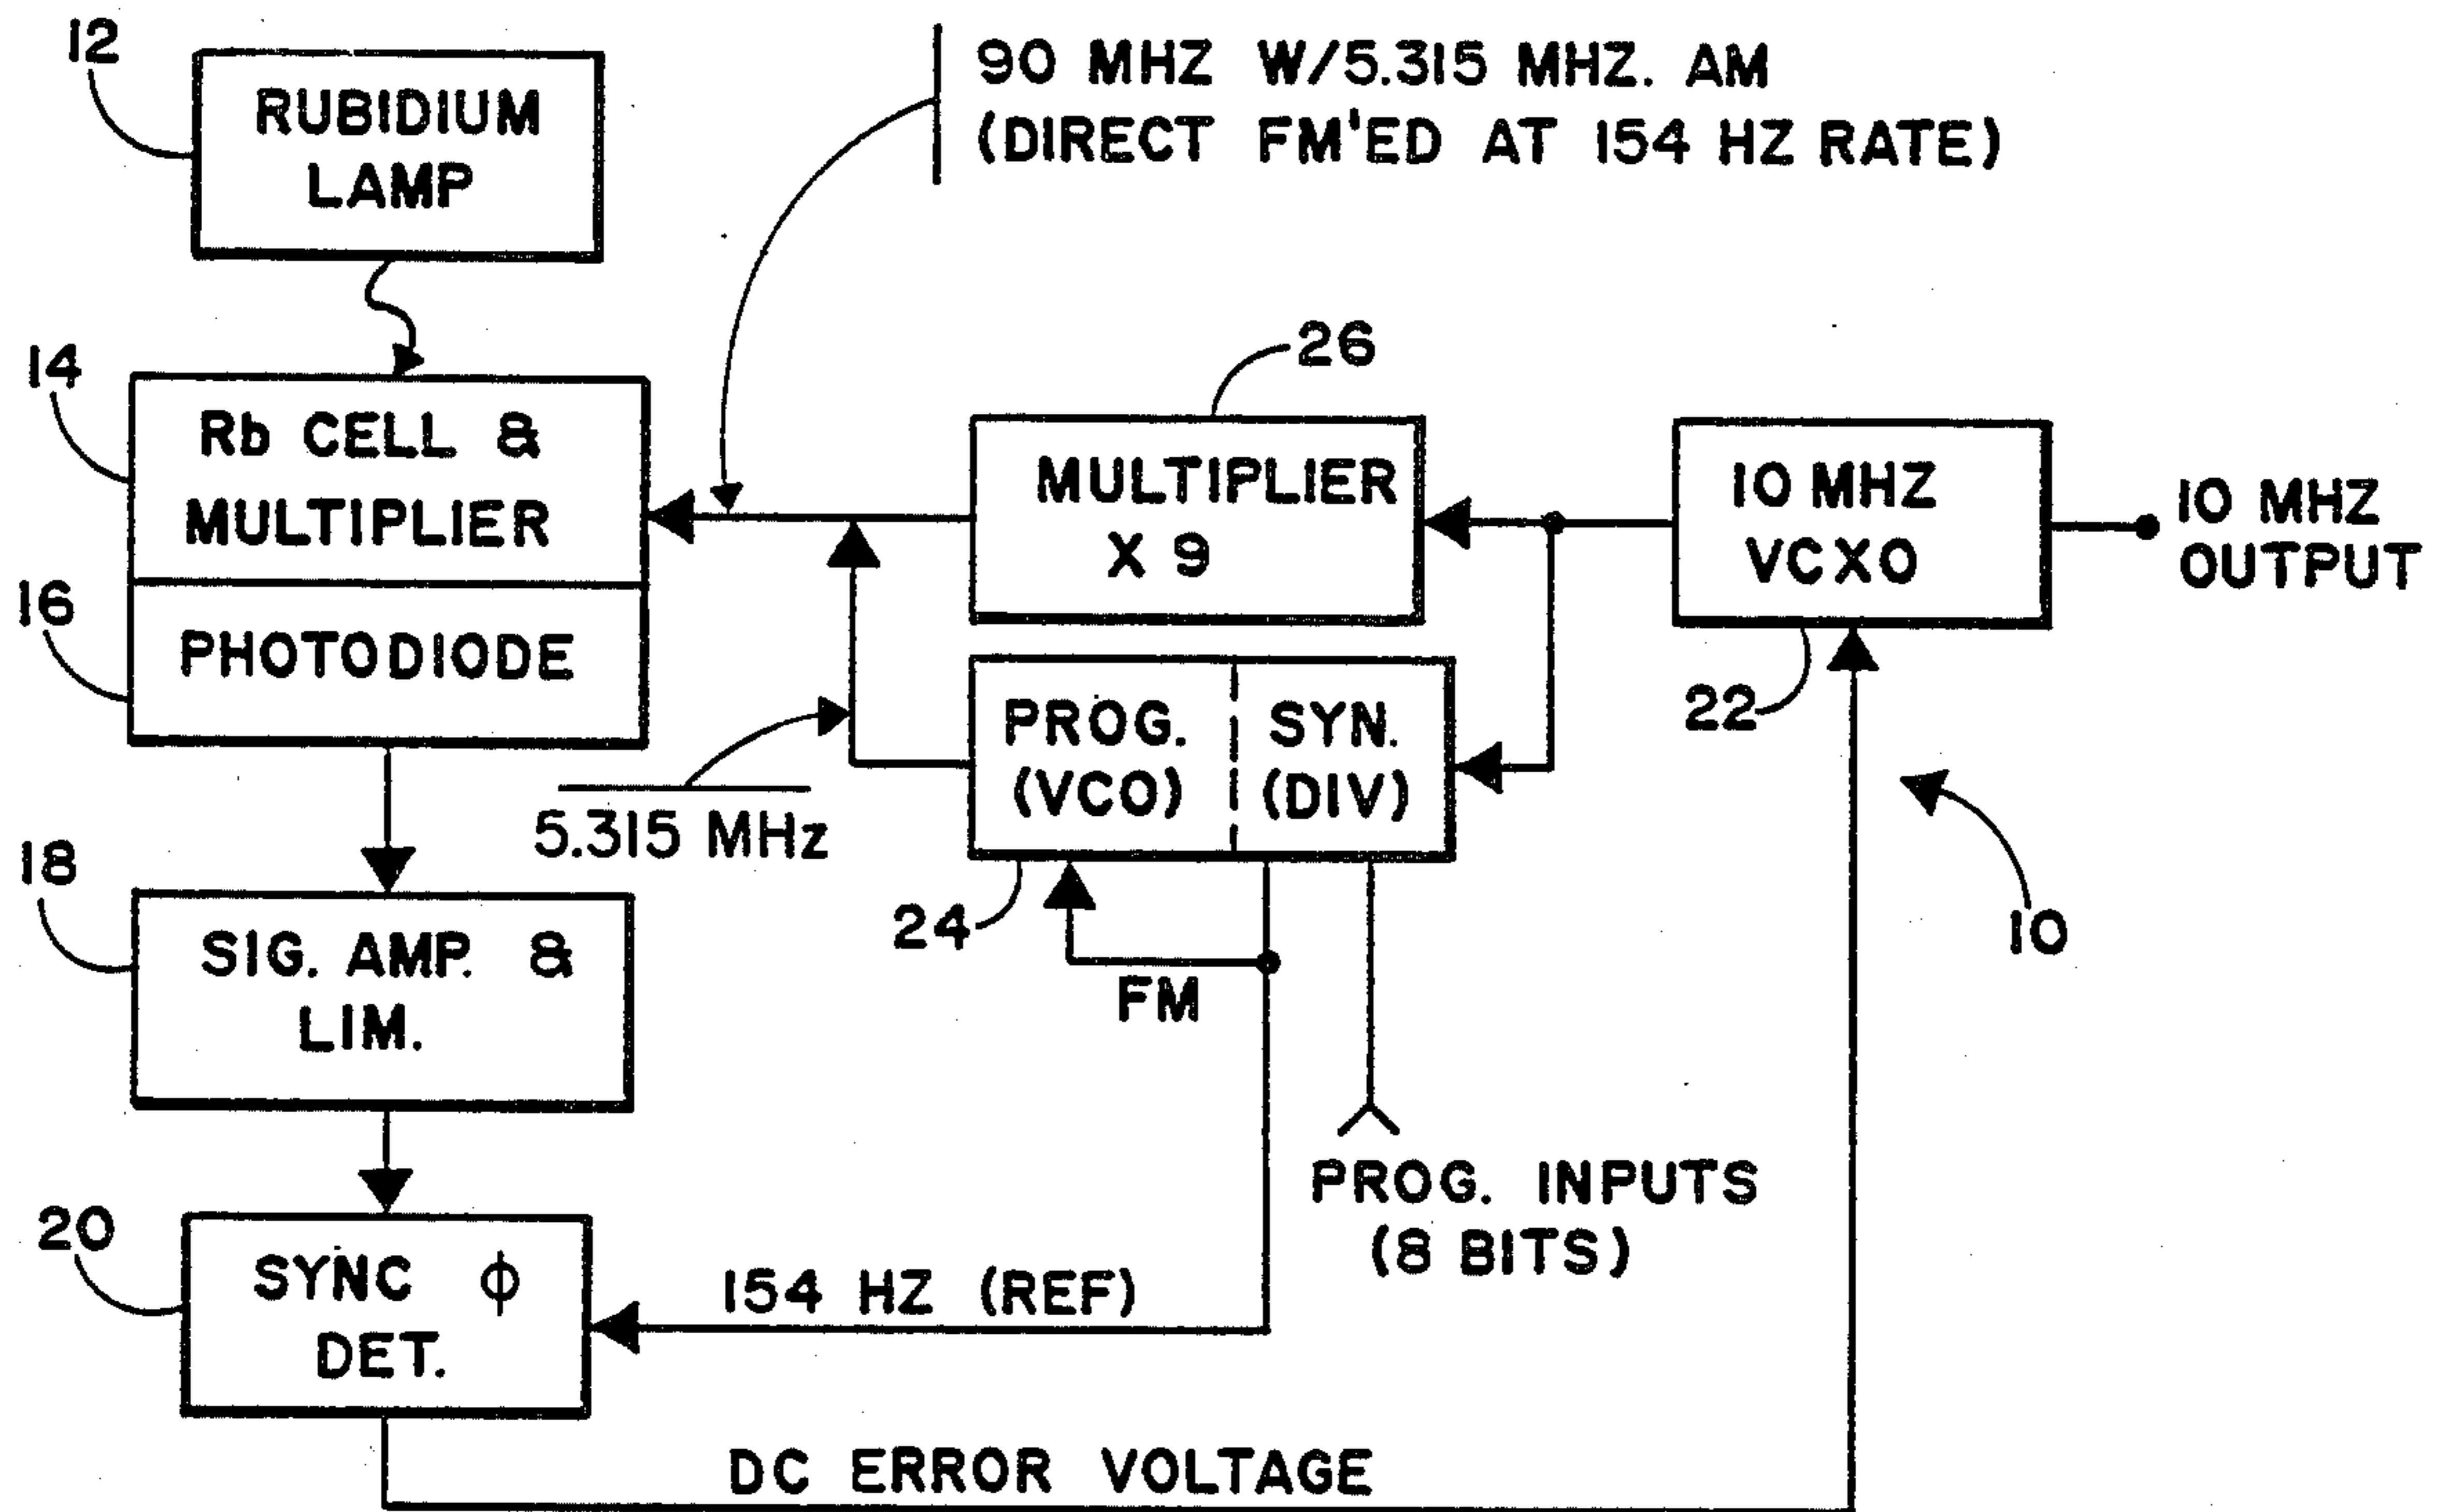 12
RUBIDIUM
LAMP
90 MHZ W/5.315 MHZ. AM
(DIRECT FM'ED AT 154 HZ RATE)
14
Rb CELL &
MULTIPLIER
16
PHOTODIODE
26
MULTIPLIER
X 9
10 MHZ
VCXO
10 MHZ
OUTPUT
22
PROG.
(VCO)
SYN.
(DIV)
5.315 MHz
24
FM
10
18
SIG. AMP. &
LIM.
PROG. INPUTS
(8 BITS)
20
SYNC ϕ
DET.
154 HZ (REF)
DC ERROR VOLTAGE